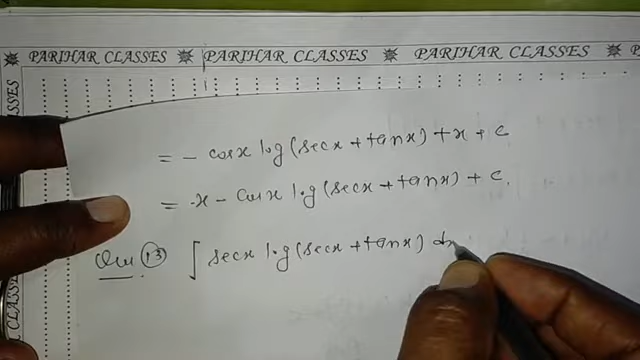 PARIHAR CLASSES ✷ PARIHAR CLASSES ✷ PARIHAR CLASSES ✷ PA
= - cosx log(secx + tanx) + x + c
= x - cosx log(secx + tanx) + c.
Que (13) ∫ secx log(secx + tanx) dx